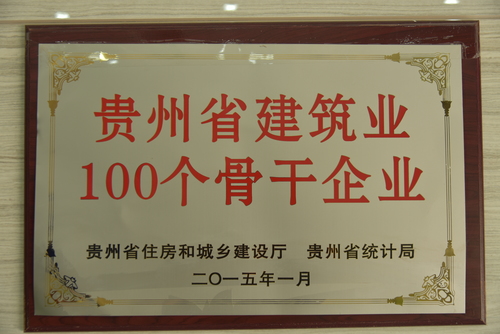 贵州省建筑业
100个骨干企业
贵州省住房和城乡建设厅 贵州省统计局
二〇一五年一月